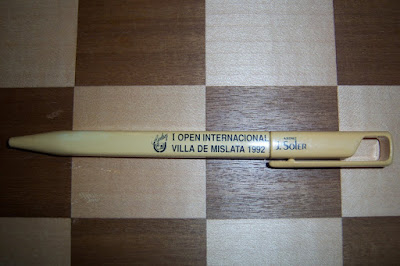 I OPEN INTERNACIONAL
VILLA DE MISLATA 1992
J. SOLER